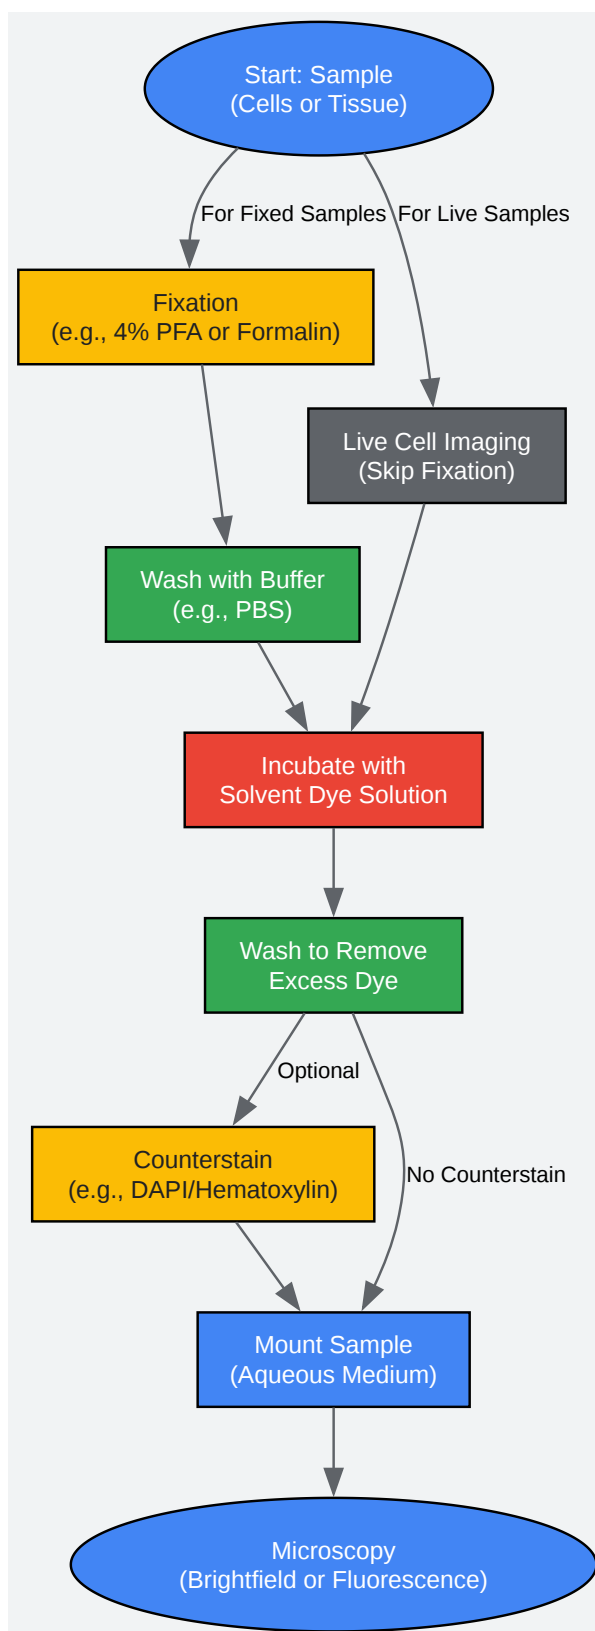 Start: Sample
(Cells or Tissue)
For Fixed Samples
For Live Samples
Fixation
(e.g., 4% PFA or Formalin)
Live Cell Imaging
(Skip Fixation)
Wash with Buffer
(e.g., PBS)
Incubate with
Solvent Dye Solution
Wash to Remove
Excess Dye
Optional
Counterstain
(e.g., DAPI/Hematoxylin)
No Counterstain
Mount Sample
(Aqueous Medium)
Microscopy
(Brightfield or Fluorescence)